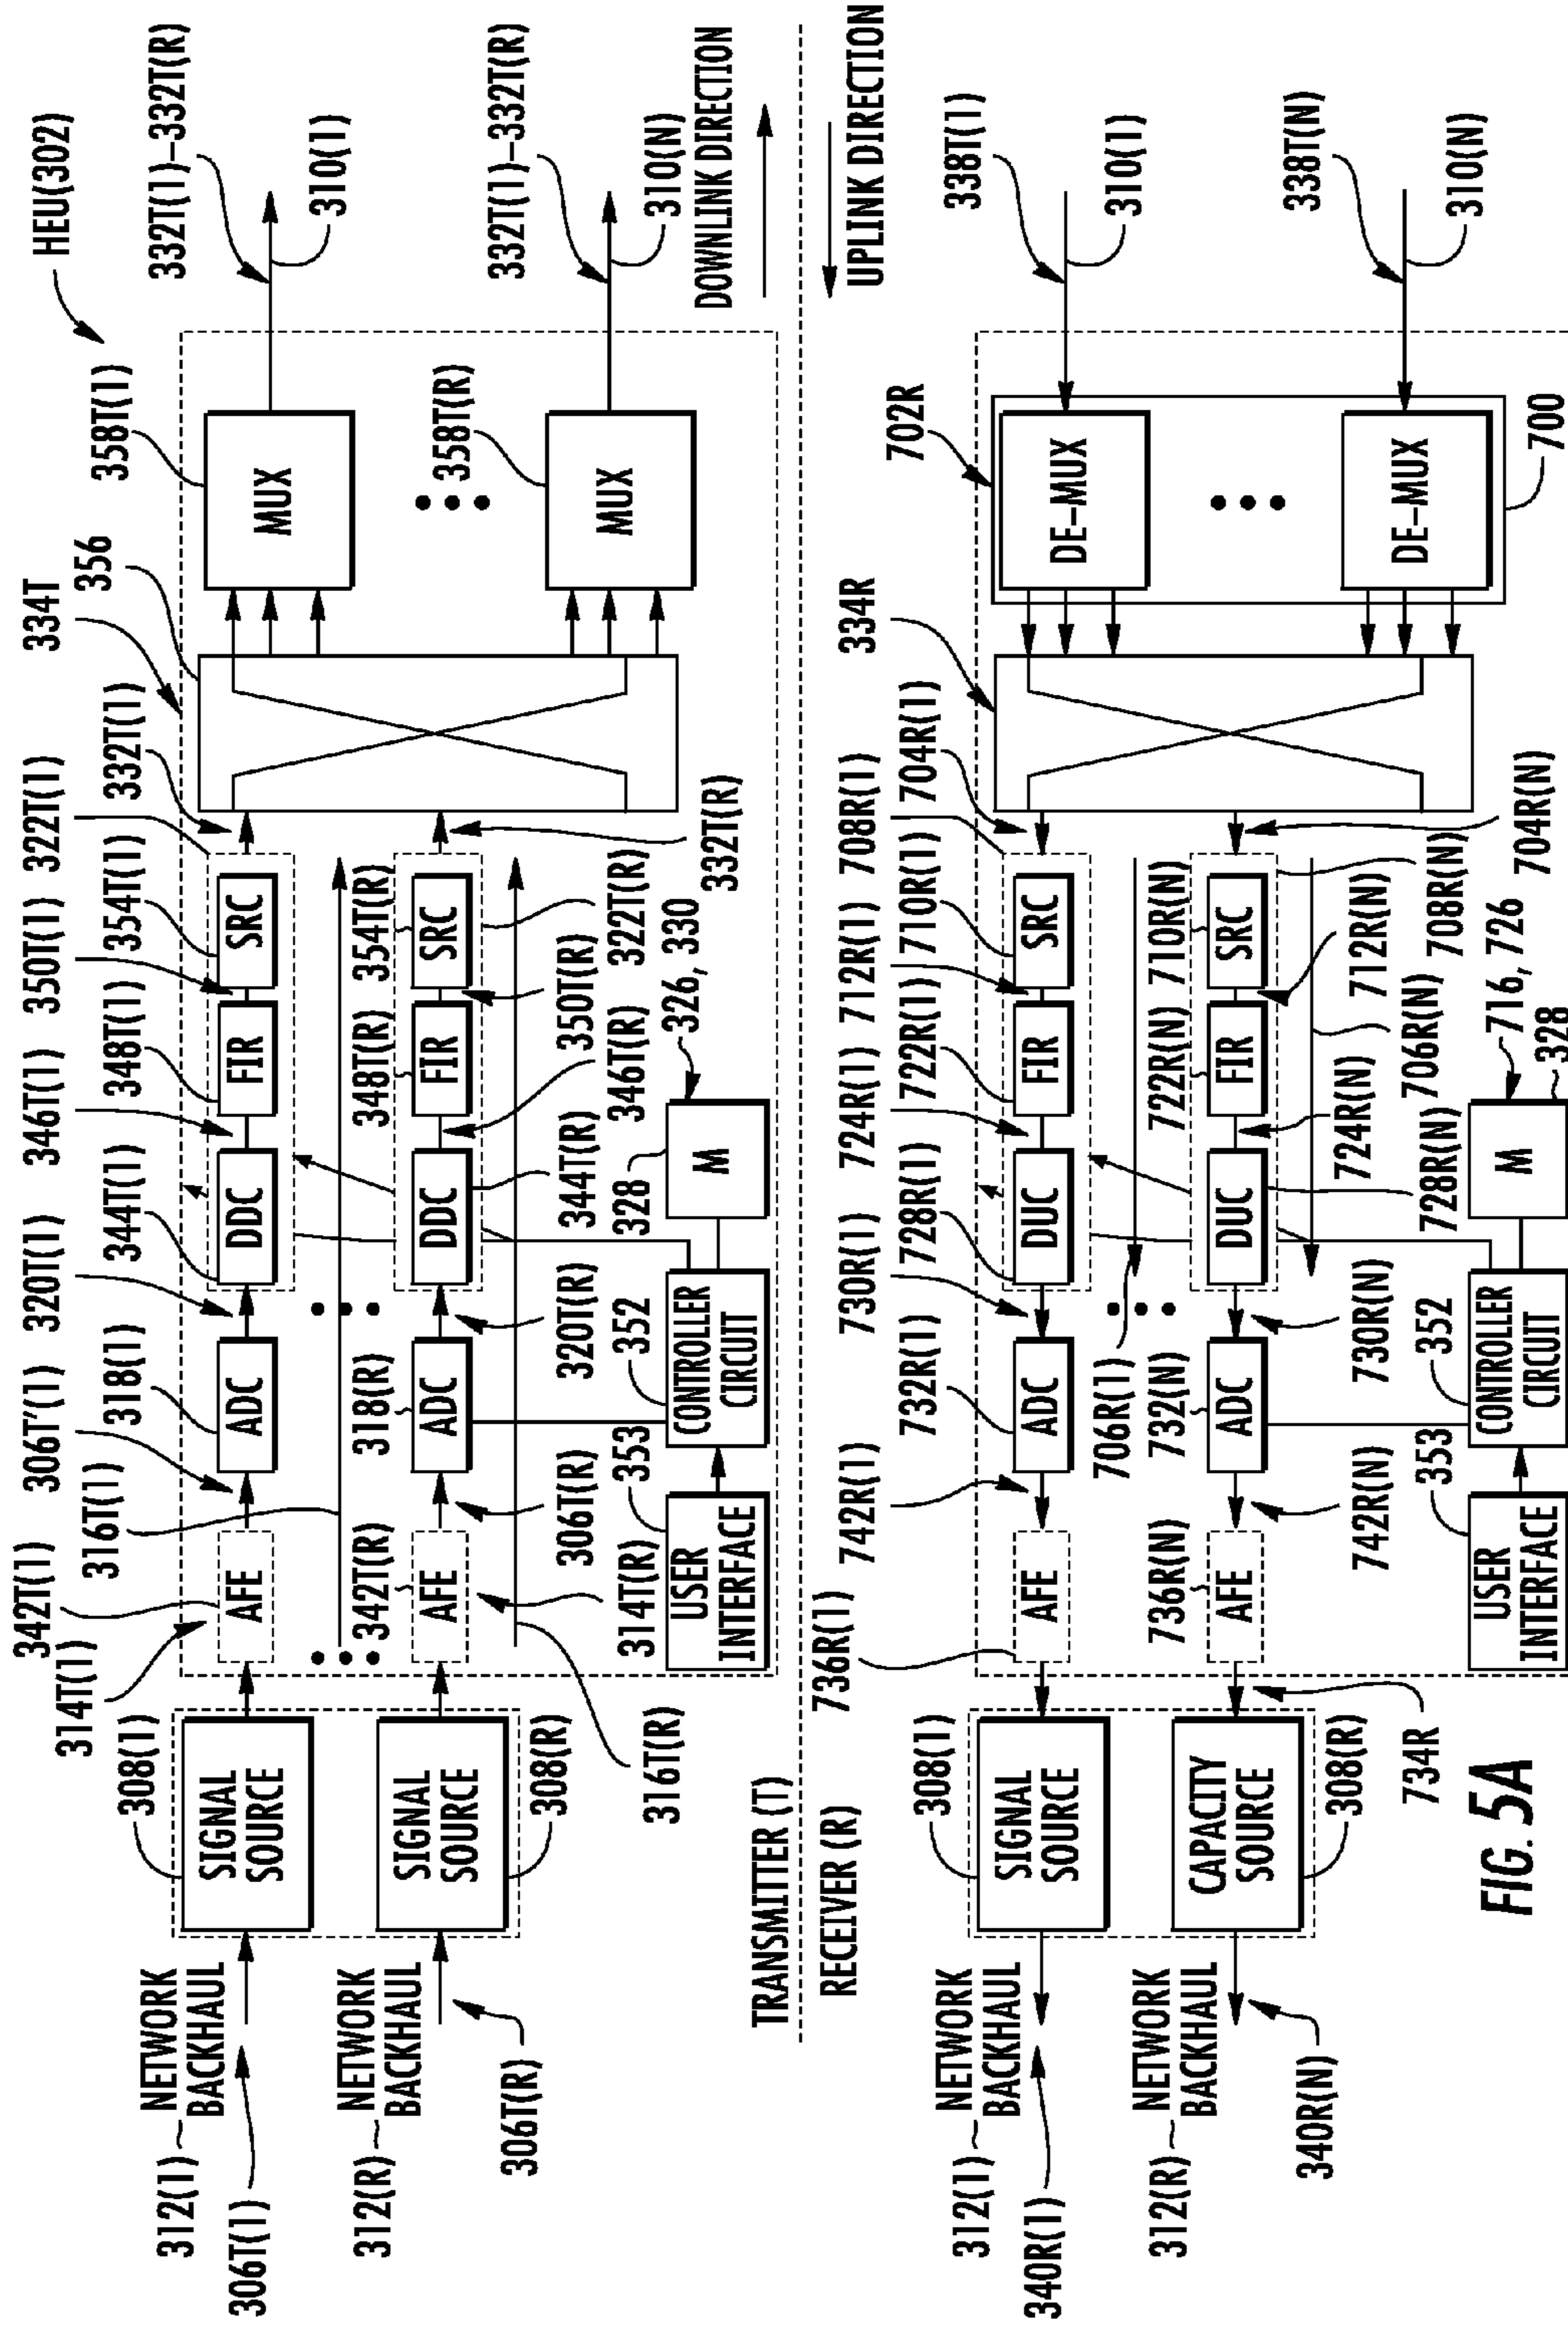 HEU(302)
342T(1)
314T(1)
316T(1)
306T'(1)
318(1)
320T(1)
344T(1)
346T(1)
348T(1)
350T(1)
354T(1)
322T(1)
332T(1)
334T
356
358T(1)
332T(1)–332T(R)
310(1)
308(1)
312(1)
NETWORK
BACKHAUL
306T(1)
SIGNAL
SOURCE
AFE
ADC
DDC
FIR
SRC
MUX
358T(R)
332T(1)–332T(R)
310(N)
312(R)
NETWORK
BACKHAUL
306T(R)
SIGNAL
SOURCE
308(R)
342T(R)
AFE
318(R)
ADC
DDC
348T(R)
FIR
354T(R)
SRC
MUX
316T(R)
314T(R)
306T(R)
320T(R)
344T(R)
346T(R)
350T(R)
322T(R)
332T(R)
USER
INTERFACE
353
CONTROLLER
CIRCUIT
352
M
328
326, 330
DOWNLINK DIRECTION
TRANSMITTER (T)
RECEIVER (R)
UPLINK DIRECTION
736R(1)
742R(1)
732R(1)
730R(1)
728R(1)
724R(1)
722R(1)
712R(1)
710R(1)
708R(1)
704R(1)
334R
702R
338T(1)
310(1)
308(1)
312(1)
NETWORK
BACKHAUL
340R(1)
SIGNAL
SOURCE
AFE
ADC
DUC
FIR
SRC
DE–MUX
706R(1)
338T(N)
310(N)
312(R)
NETWORK
BACKHAUL
340R(N)
CAPACITY
SOURCE
308(R)
734R
736R(N)
AFE
732(N)
ADC
DUC
722R(N)
FIR
710R(N)
SRC
DE–MUX
700
742R(N)
730R(N)
728R(N)
724R(N)
706R(N)
712R(N)
708R(N)
704R(N)
USER
INTERFACE
353
CONTROLLER
CIRCUIT
352
M
328
716, 726
FIG. 5A